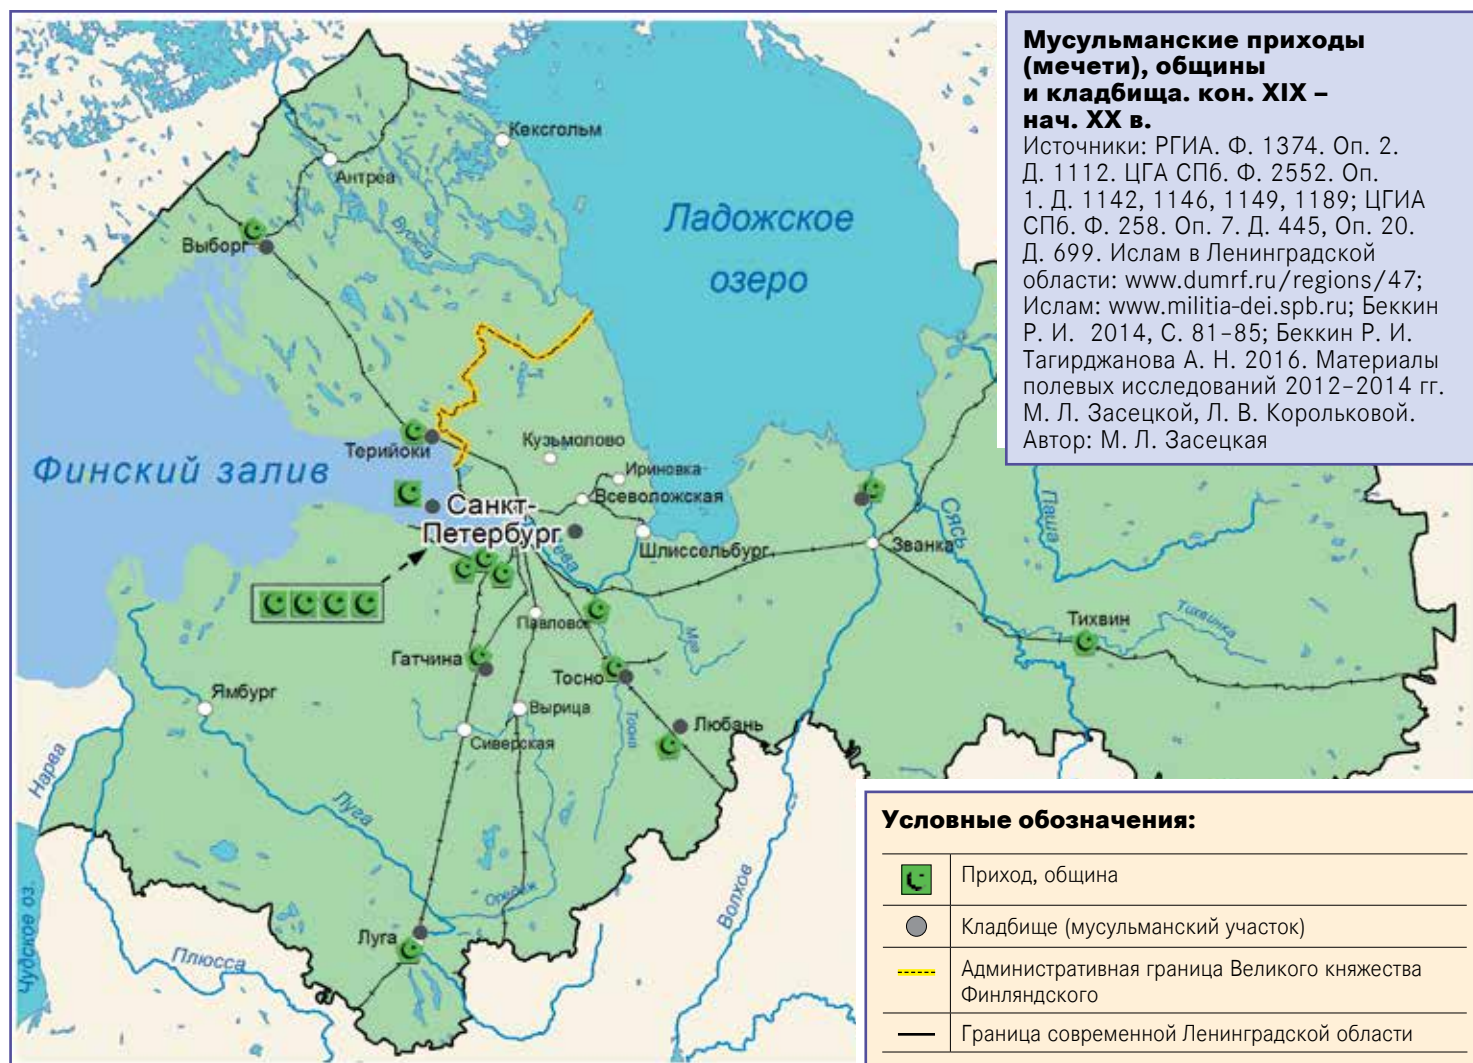 Мусульманские приходы
(мечети), общины
и кладбища. кон. XIX –
нач. XX в.
Источники: РГИА. Ф. 1374. Оп. 2.
Д. 1112. ЦГА СПб. Ф. 2552. Оп.
1. Д. 1142, 1146, 1149, 1189; ЦГИА
СПб. Ф. 258. Оп. 7. Д. 445, Оп. 20.
Д. 699. Ислам в Ленинградской
области: www.dumrf.ru/regions/47;
Ислам: www.militia-dei.spb.ru; Беккин
Р. И. 2014, С. 81–85; Беккин Р. И.
Тагирджанова А. Н. 2016. Материалы
полевых исследований 2012–2014 гг.
М. Л. Засецкой, Л. В. Корольковой.
Автор: М. Л. Засецкая
Кексгольм
Антреа
Вуокса
Выборг
Ладожское
озеро
Терийоки
Кузьмолово
Ириновка
Всеволожская
Финский залив
Санкт-
Петербург
Шлиссельбург
Званка
Сясь
Паша
Павловск
Мга
Тихвин
Тихвинка
Гатчина
Тосно
Ямбург
Вырица
Тосна
Любань
Сиверская
Нарва
Луга
Оредеж
Волхов
Луга
Плюсса
Чудское оз.
Условные обозначения:
Приход, община
Кладбище (мусульманский участок)
Административная граница Великого княжества
Финляндского
Граница современной Ленинградской области